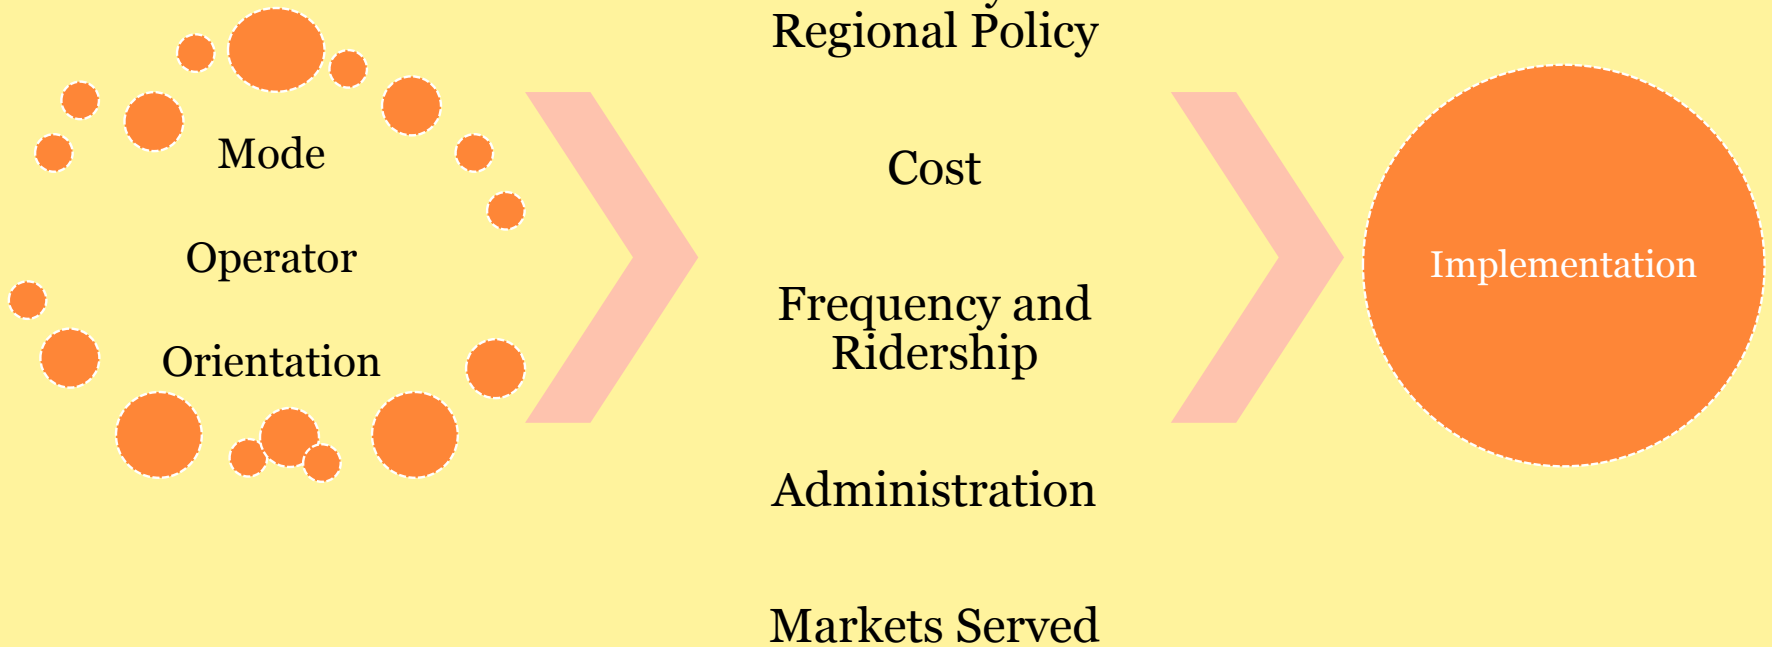 Mode
Operator
Orientation
Regional Policy
Cost
Frequency and
Ridership
Administration
Markets Served
Implementation